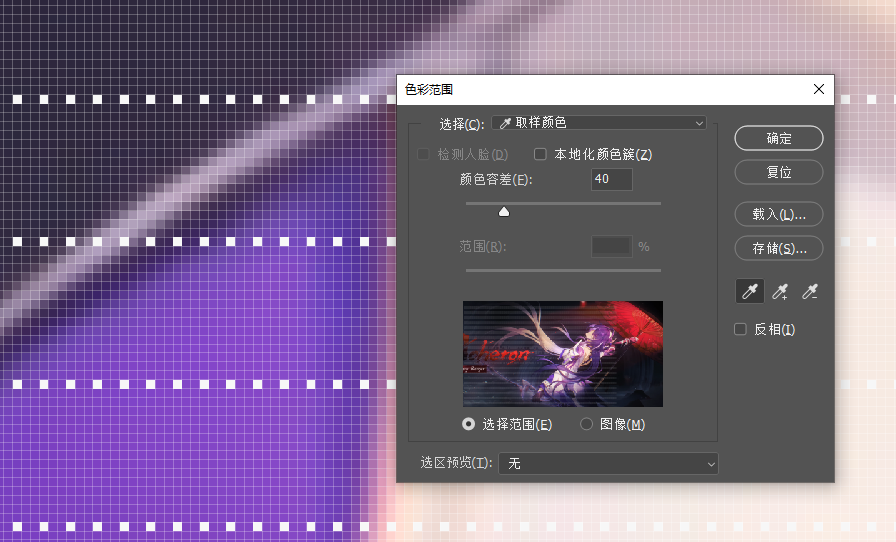 色彩范围
选择(C): 取样颜色
确定
检测人脸(D) 本地化颜色簇(Z)
颜色容差(F): 40
复位
载入(L)...
范围(R): %
存储(S)...
反相(I)
选择范围(E) 图像(M)
选区预览(T): 无